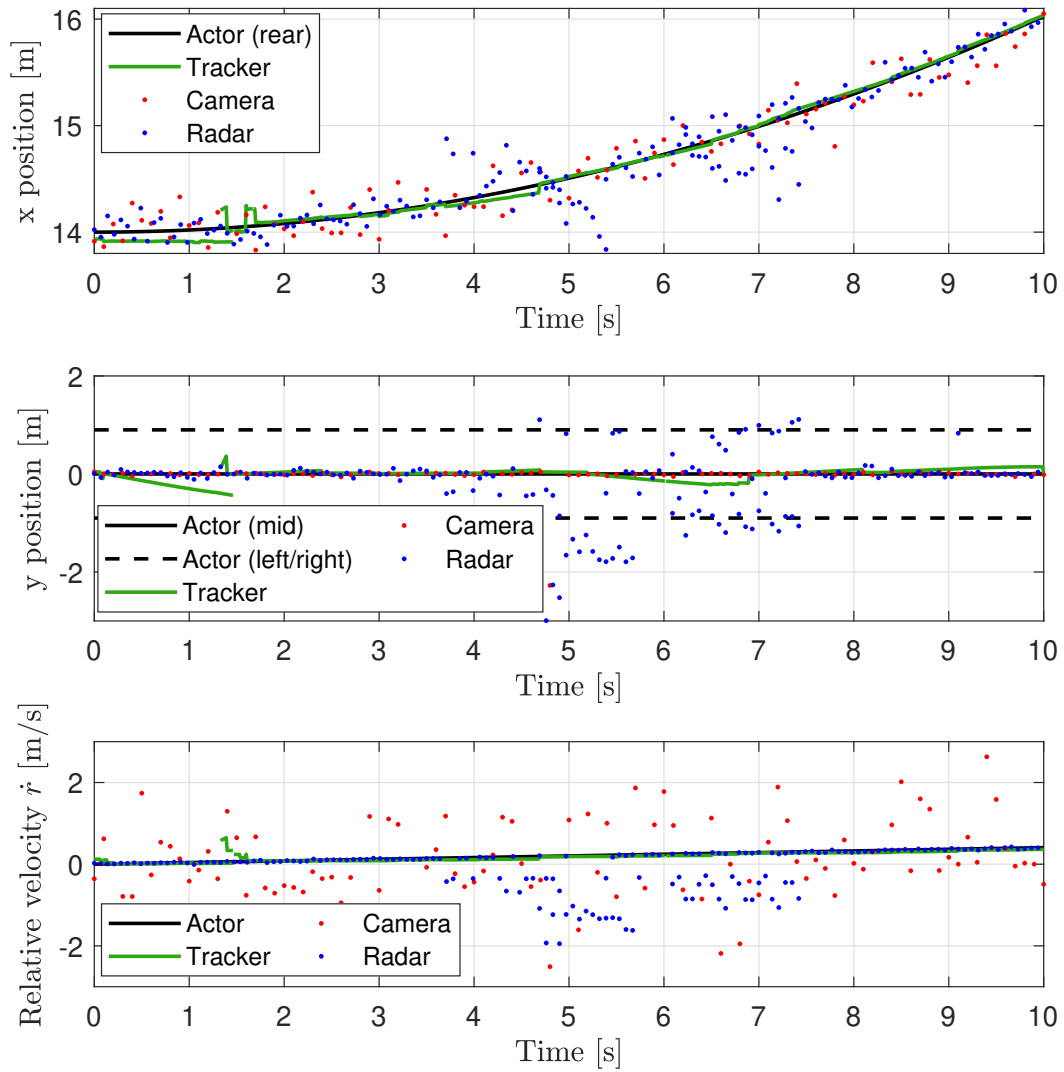 x position [m]
16
15
14
Actor (rear)
Tracker
Camera
Radar
0 1 2 3 4 5 6 7 8 9 10
Time [s]
y position [m]
2
0
-2
Actor (mid)
Actor (left/right)
Tracker
Camera
Radar
0 1 2 3 4 5 6 7 8 9 10
Time [s]
Relative velocity ṙ [m/s]
2
0
-2
Actor
Tracker
Camera
Radar
0 1 2 3 4 5 6 7 8 9 10
Time [s]